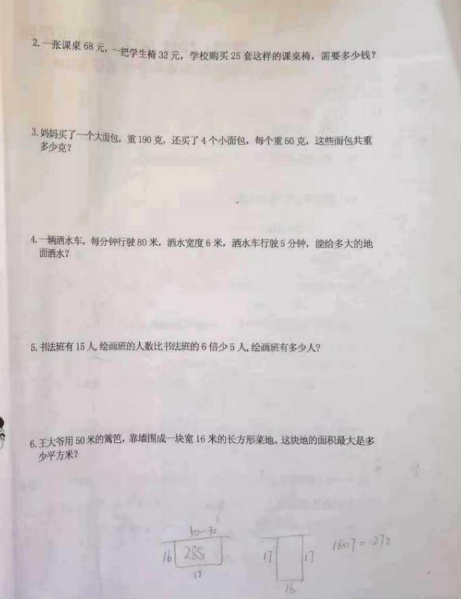 2.一张课桌 68 元，一把学生椅 32 元，学校购买 25 套这样的课桌椅，需要多少钱？
3.妈妈买了一个大面包，重190 克，还买了 4 个小面包，每个重50 克，这些面包共重
多少克？
4.一辆洒水车，每分钟行驶 80 米，洒水宽度 6 米，洒水车行驶 5 分钟，能给多大的地
面洒水？
5.书法班有 15 人,绘画班的人数比书法班的 6 倍少 5 人,绘画班有多少人？
6.王大爷用 50 米的篱笆，靠墙围成一块宽 16 米的长方形菜地，这块地的面积最大是多
少平方米？
16 288
18
17 17
16